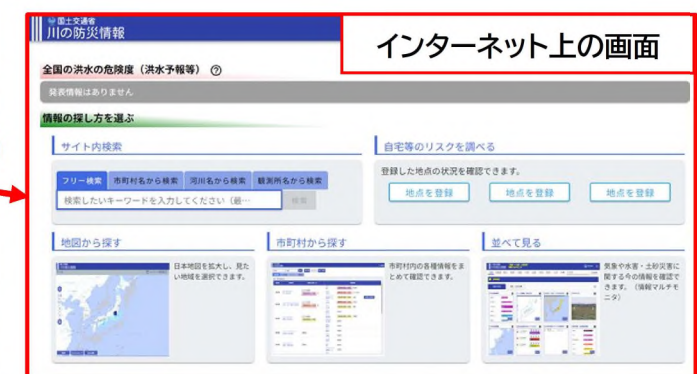 国土交通省
川の防災情報
インターネット上の画面
全国の洪水の危険度（洪水予報等）
発表情報はありません
情報の探し方を選ぶ
サイト内検索
フリー検索 市町村名から検索 河川名から検索 観測所名から検索
検索したいキーワードを入力してください（最…
検索
自宅等のリスクを調べる
登録した地点の状況を確認できます。
地点を登録 地点を登録 地点を登録
地図から探す
日本地図を拡大し、見た
い地域を選択できます。
市町村から探す
市町村内の各種情報をま
とめて確認できます。
並べて見る
気象や水害・土砂災害に
関する今の情報を確認で
きます。（情報マルチモ
ニタ）